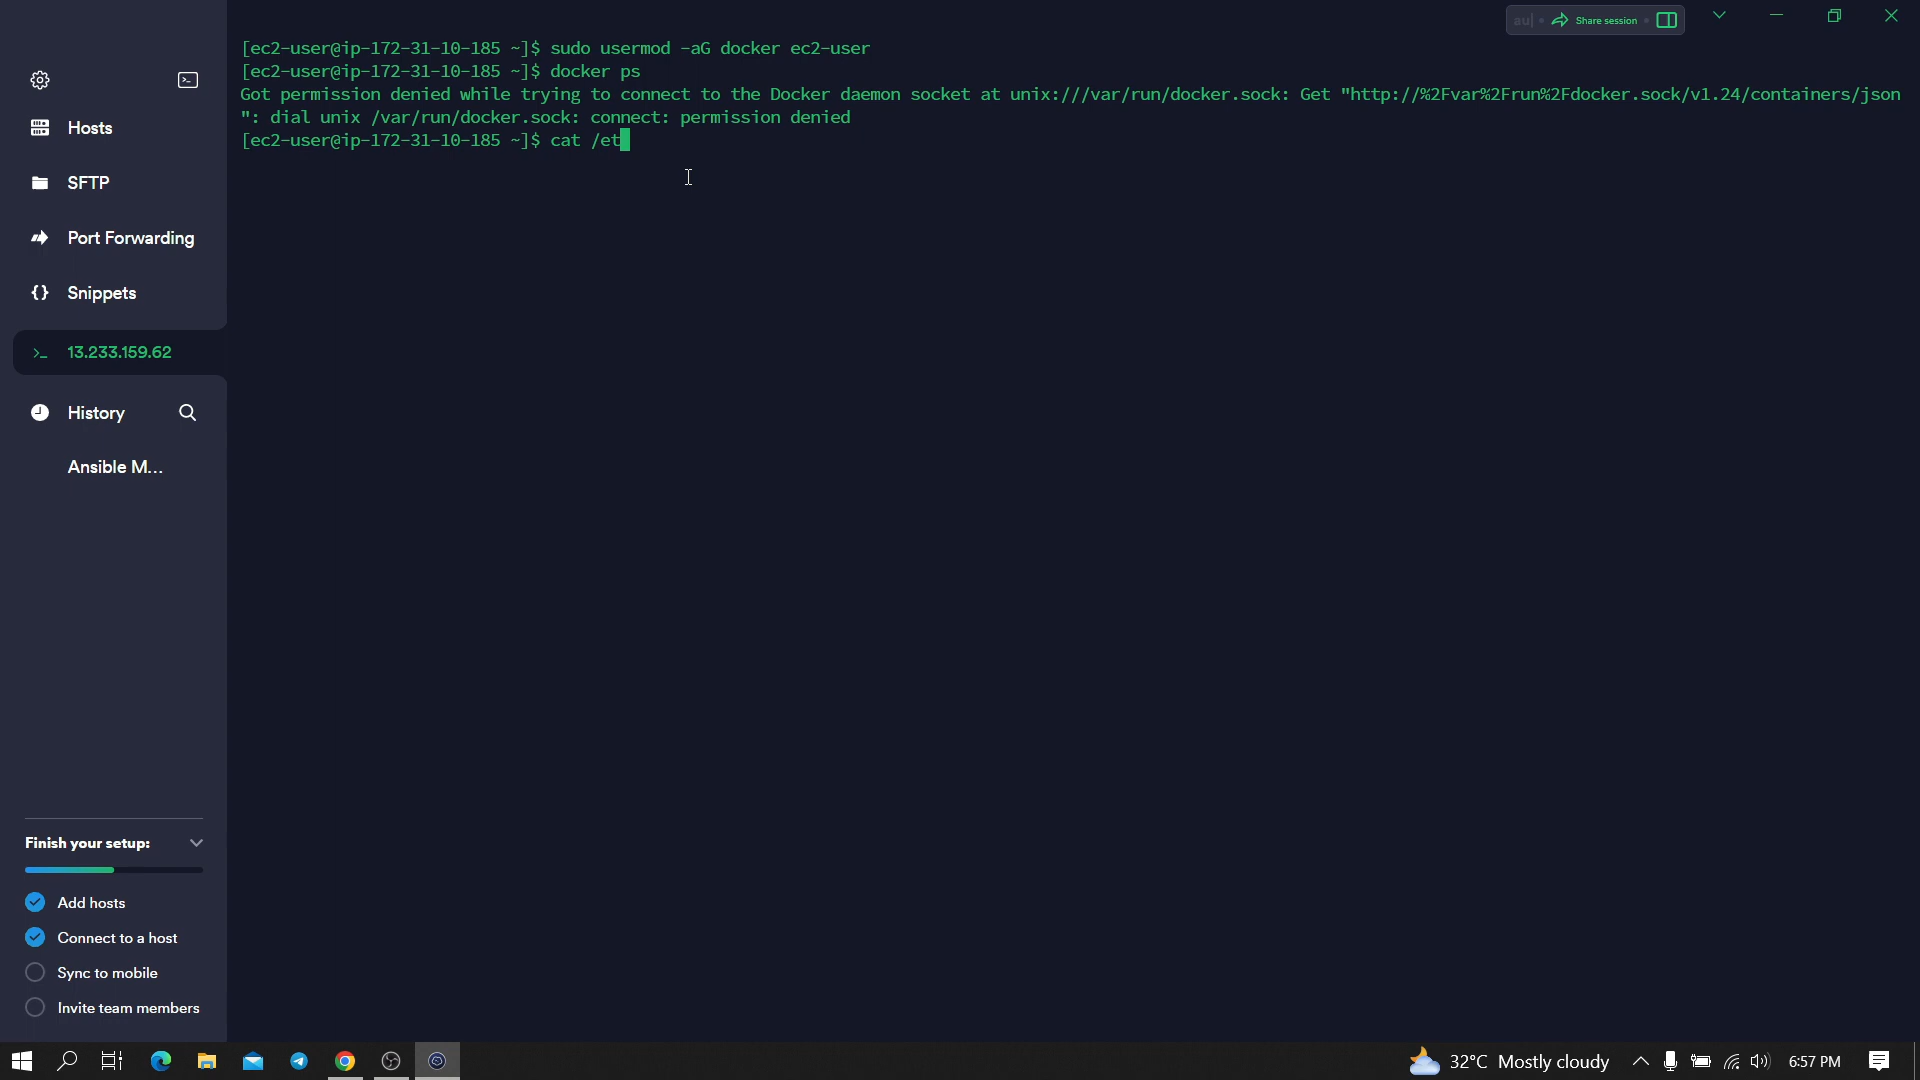 Share session
[ec2-user@ip-172-31-10-185 ~]$ sudo usermod -aG docker ec2-user
[ec2-user@ip-172-31-10-185 ~]$ docker ps
Got permission denied while trying to connect to the Docker daemon socket at unix:///var/run/docker.sock: Get "http://%2Fvar%2Frun%2Fdocker.sock/v1.24/containers/json
": dial unix /var/run/docker.sock: connect: permission denied
[ec2-user@ip-172-31-10-185 ~]$ cat /et
Hosts
SFTP
Port Forwarding
Snippets
13.233.159.62
History
Ansible M...
Finish your setup:
Add hosts
Connect to a host
Sync to mobile
Invite team members
32°C Mostly cloudy
6:57 PM